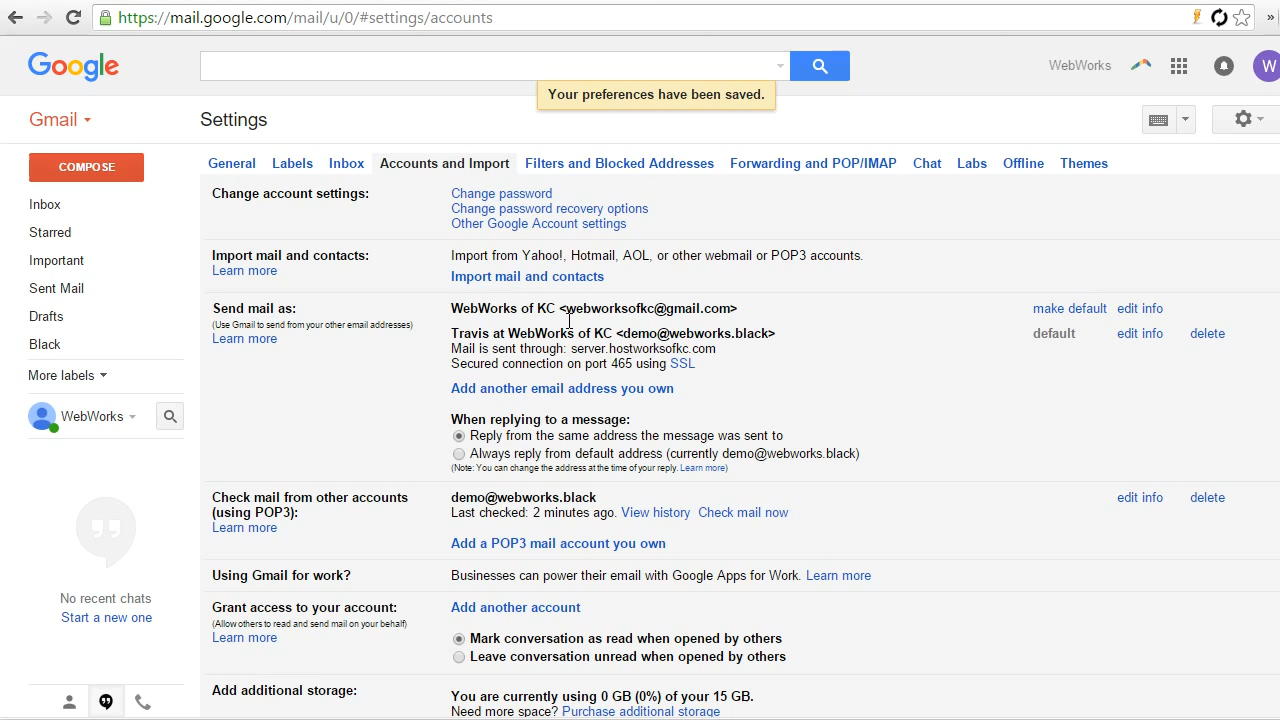 https://mail.google.com/mail/u/0/#settings/accounts
»
Google
WebWorks
W
Your preferences have been saved.
Gmail
Settings
COMPOSE
General Labels Inbox Accounts and Import Filters and Blocked Addresses Forwarding and POP/IMAP Chat Labs Offline Themes
Inbox
Starred
Important
Sent Mail
Drafts
Black
More labels
WebWorks
No recent chats
Start a new one
Change account settings:
Change password
Change password recovery options
Other Google Account settings
Import mail and contacts:
Learn more
Import from Yahoo!, Hotmail, AOL, or other webmail or POP3 accounts.
Import mail and contacts
Send mail as:
(Use Gmail to send from your other email addresses)
Learn more
WebWorks of KC <webworksofkc@gmail.com> make default edit info
Travis at WebWorks of KC <demo@webworks.black> default edit info delete
Mail is sent through: server.hostworksofkc.com
Secured connection on port 465 using SSL
Add another email address you own
When replying to a message:
Reply from the same address the message was sent to
Always reply from default address (currently demo@webworks.black)
(Note: You can change the address at the time of your reply. Learn more)
Check mail from other accounts
(using POP3):
Learn more
demo@webworks.black edit info delete
Last checked: 2 minutes ago. View history Check mail now
Add a POP3 mail account you own
Using Gmail for work?
Businesses can power their email with Google Apps for Work. Learn more
Grant access to your account:
(Allow others to read and send mail on your behalf)
Learn more
Add another account
Mark conversation as read when opened by others
Leave conversation unread when opened by others
Add additional storage:
You are currently using 0 GB (0%) of your 15 GB.
Need more space? Purchase additional storage